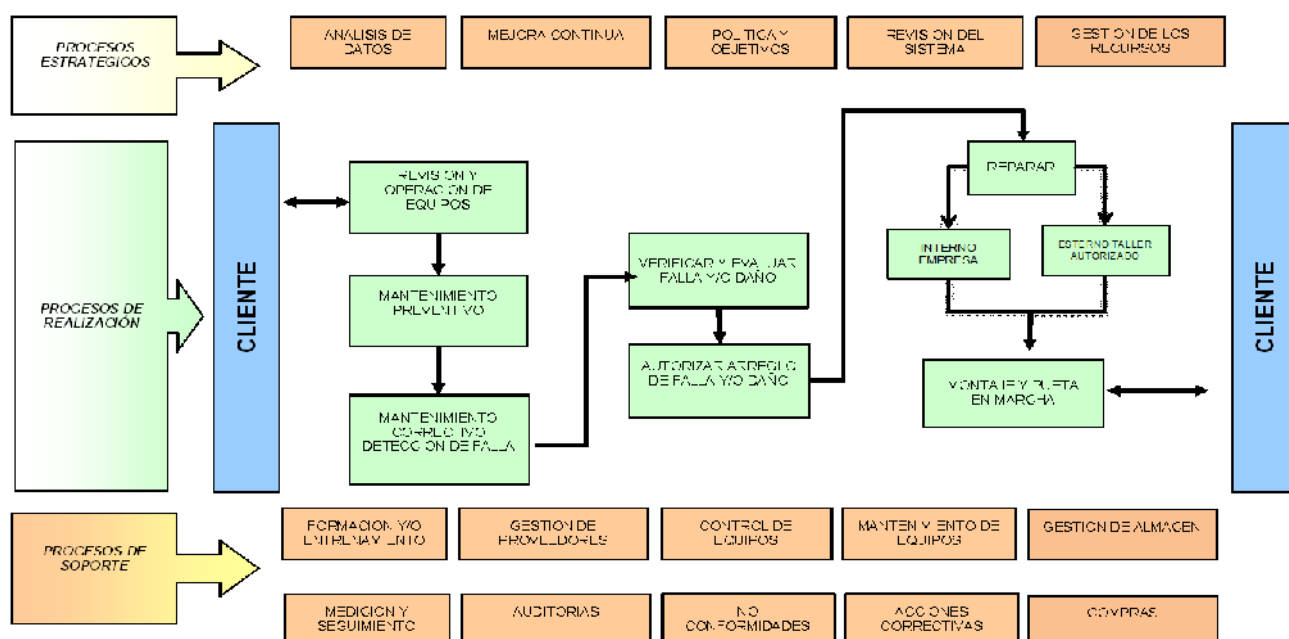 PROCESOS
ESTRATEGICOS
ANALISIS DE
DATOS
MEJORA CONTINUA
POLITICA Y
OBJETIVOS
REVISION DEL
SISTEMA
GESTION DE LOS
RECURSOS
PROCESOS DE
REALIZACIÓN
CLIENTE
REVISION Y
OPERACION DE
EQUIPOS
MANTENIMIENTO
PREVENTIVO
MANTENIMIENTO
CORRECTIVO
DETECCION DE FALLA
VERIFICAR Y EVALUAR
FALLA Y/O DAÑO
AUTORIZAR ARREGLO
DE FALLA Y/O DAÑO
REPARAR
INTERNO
EMPRESA
ESTERNO TALLER
AUTORIZADO
MONTAJE Y PUETA
EN MARCHA
CLIENTE
PROCESOS DE
SOPORTE
FORMACION Y/O
ENTRENAMIENTO
GESTION DE
PROVEEDORES
CONTROL DE
EQUIPOS
MANTENIMIENTO DE
EQUIPOS
GESTION DE ALMACEN
MEDICION Y
SEGUIMIENTO
AUDITORIAS
NO
CONFORMIDADES
ACCIONES
CORRECTIVAS
COMPRAS